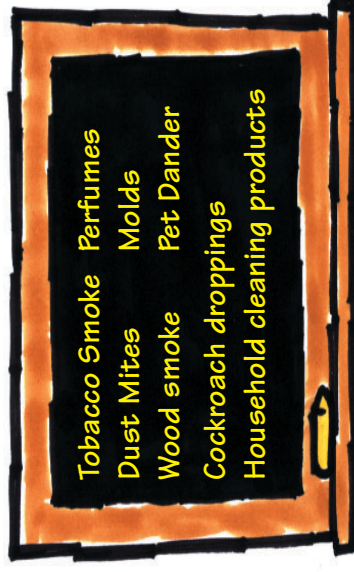 Tobacco Smoke Perfumes
Dust Mites Molds
Wood smoke Pet Dander
Cockroach droppings
Household cleaning products